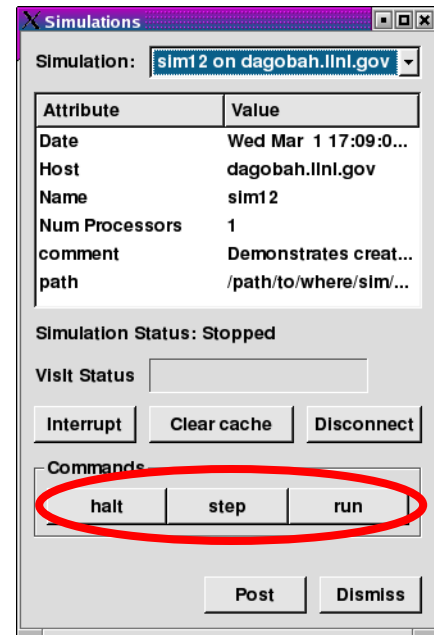 Simulations
Simulation: sim12 on dagobah.llnl.gov
Attribute Value
Date Wed Mar 1 17:09:0...
Host dagobah.llnl.gov
Name sim12
Num Processors 1
comment Demonstrates creat...
path /path/to/where/sim/...
Simulation Status: Stopped
VisIt Status
Interrupt Clear cache Disconnect
Commands
halt step run
Post Dismiss